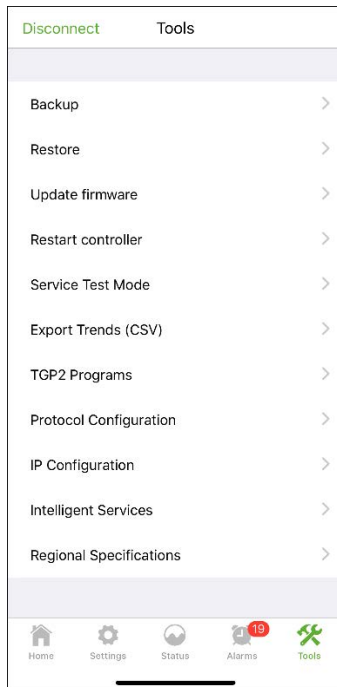 Disconnect Tools
Backup
Restore
Update firmware
Restart controller
Service Test Mode
Export Trends (CSV)
TGP2 Programs
Protocol Configuration
IP Configuration
Intelligent Services
Regional Specifications
19
Home Settings Status Alarms Tools